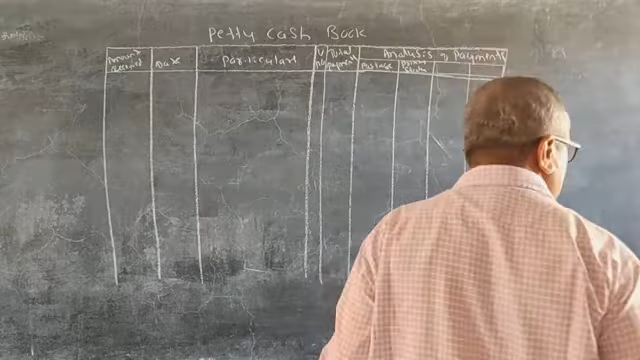 Petty Cash Book
Amount Received Date Particulars V No Total Payment Analysis of Payments
Postage